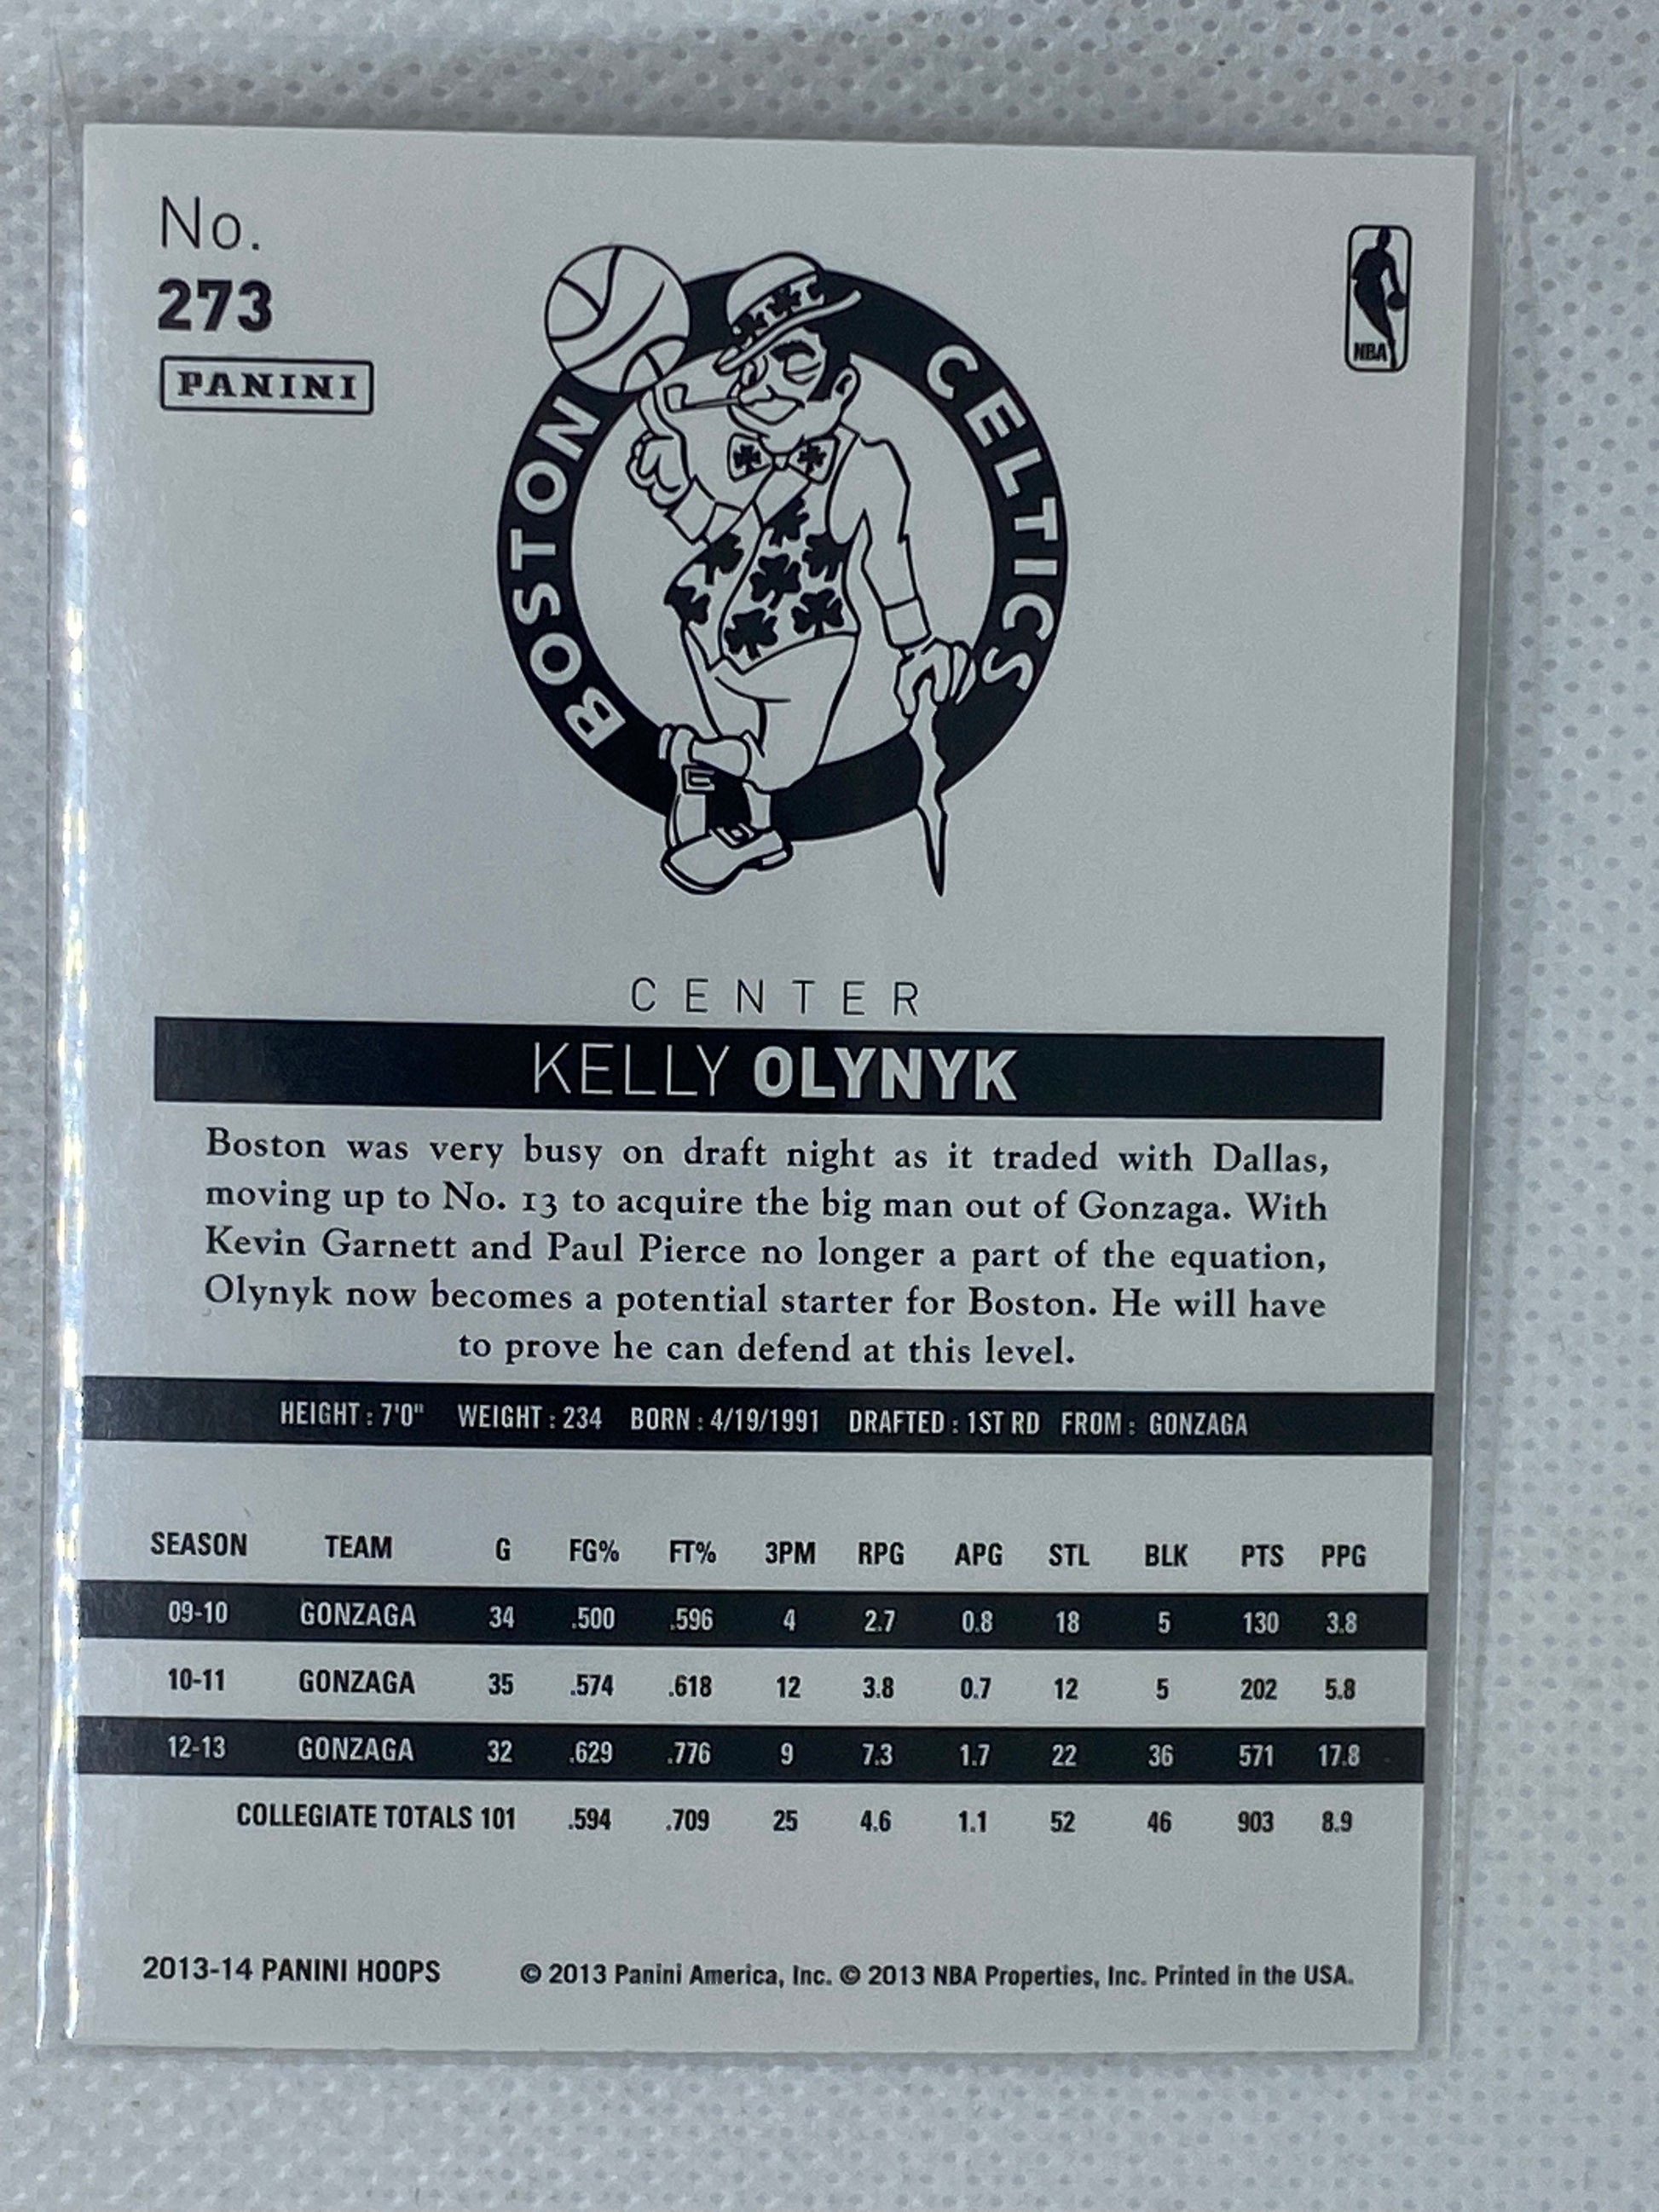 No.
273
PANINI
NBA
BOSTON CELTICS
CENTER
KELLY OLYNYK
Boston was very busy on draft night as it traded with Dallas,
moving up to No. 13 to acquire the big man out of Gonzaga. With
Kevin Garnett and Paul Pierce no longer a part of the equation,
Olynyk now becomes a potential starter for Boston. He will have
to prove he can defend at this level.
HEIGHT : 7'0" WEIGHT : 234 BORN : 4/19/1991 DRAFTED : 1ST RD FROM : GONZAGA
SEASON TEAM G FG% FT% 3PM RPG APG STL BLK PTS PPG
09-10 GONZAGA 34 .500 .596 4 2.7 0.8 18 5 130 3.8
10-11 GONZAGA 35 .574 .618 12 3.8 0.7 12 5 202 5.8
12-13 GONZAGA 32 .629 .776 9 7.3 1.7 22 36 571 17.8
COLLEGIATE TOTALS 101 .594 .709 25 4.6 1.1 52 46 903 8.9
2013-14 PANINI HOOPS © 2013 Panini America, Inc. © 2013 NBA Properties, Inc. Printed in the USA.